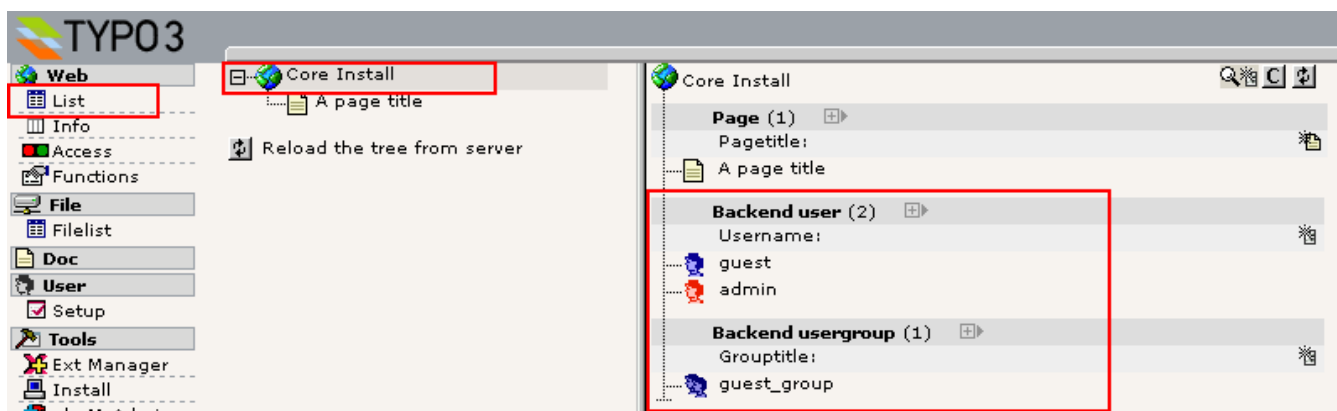 TYPO3
Web
List
Info
Access
Functions
File
Filelist
Doc
User
Setup
Tools
Ext Manager
Install
Core Install
A page title
Reload the tree from server
Core Install
C
Page (1)
Pagetitle:
A page title
Backend user (2)
Username:
guest
admin
Backend usergroup (1)
Grouptitle:
guest_group